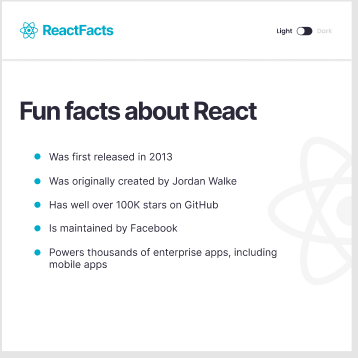 ReactFacts
Light Dark
Fun facts about React
Was first released in 2013
Was originally created by Jordan Walke
Has well over 100K stars on GitHub
Is maintained by Facebook
Powers thousands of enterprise apps, including
mobile apps